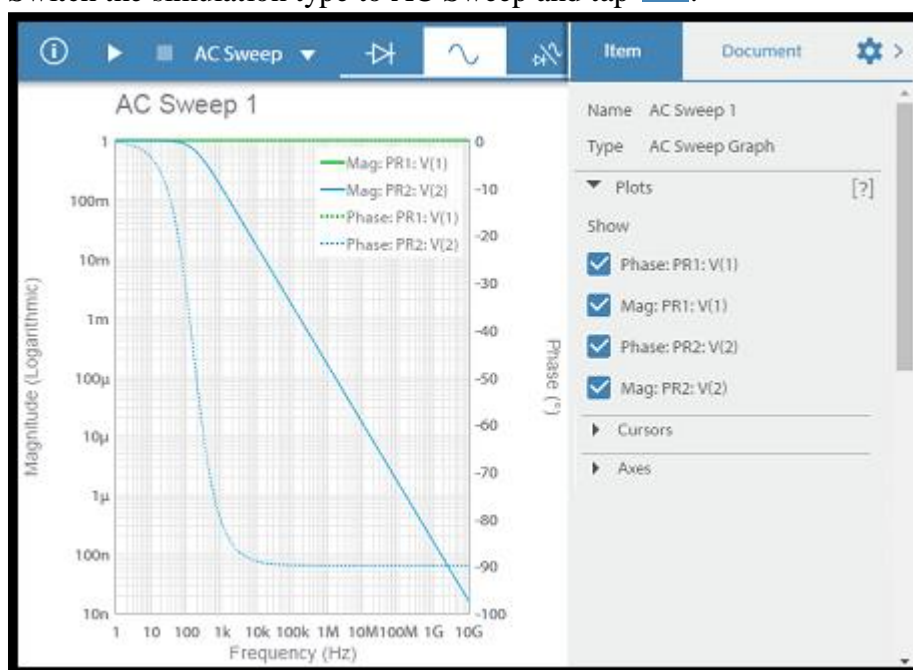 Switch the simulation type to AC Sweep and tap
AC Sweep
Item
Document
AC Sweep 1
Mag: PR1: V(1)
Mag: PR2: V(2)
Phase: PR1: V(1)
Phase: PR2: V(2)
1
100m
10m
1m
100µ
10µ
1µ
100n
10n
Magnitude (Logarithmic)
0
-10
-20
-30
-40
-50
-60
-70
-80
-90
-100
Phase (°)
1 10 100 1k 10k 100k 1M 10M 100M 1G 10G
Frequency (Hz)
Name AC Sweep 1
Type AC Sweep Graph
Plots [?]
Show
Phase: PR1: V(1)
Mag: PR1: V(1)
Phase: PR2: V(2)
Mag: PR2: V(2)
Cursors
Axes